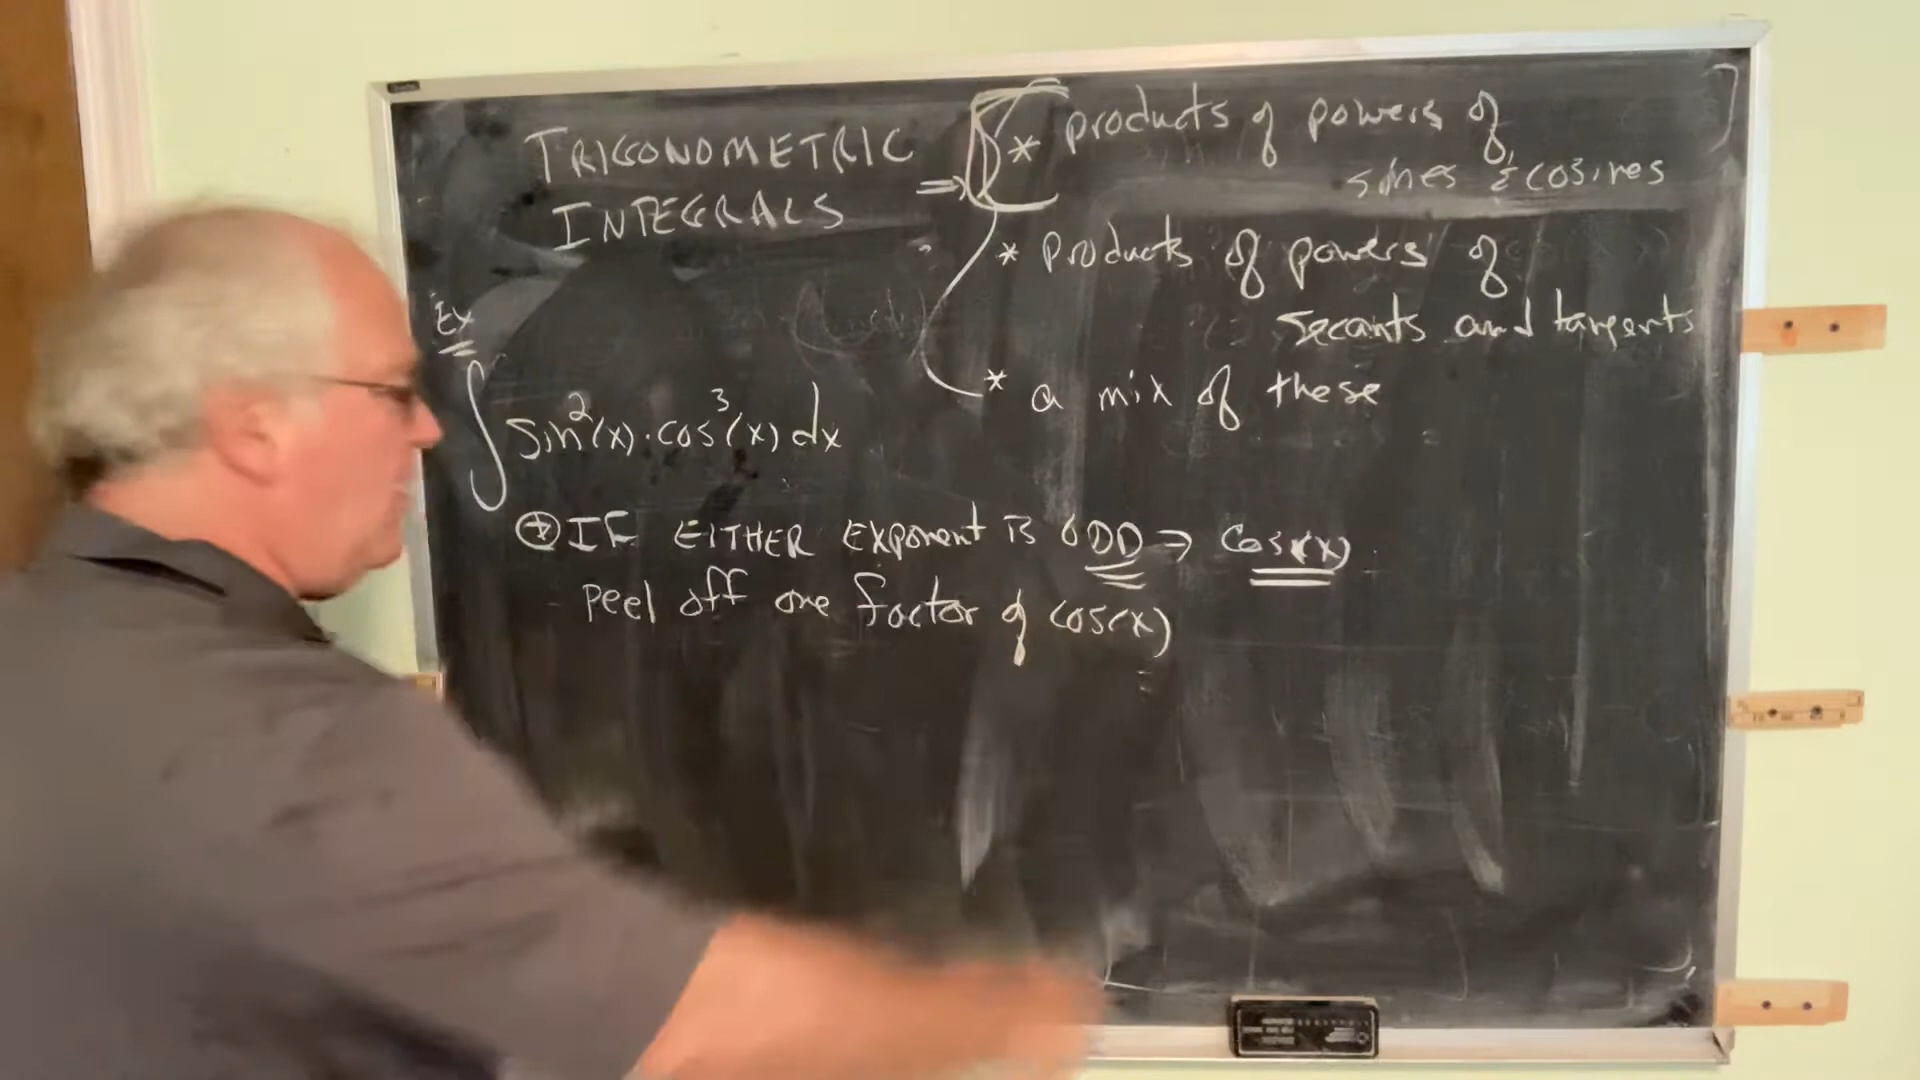 TRIGONOMETRIC
INTEGRALS
⇒ * products of powers of
sines & cosines
* products of powers of
secants and tangents
* a mix of these
Ex
∫ sin²(x)·cos³(x) dx
IF EITHER EXPONENT IS ODD → cos(x)
peel off one factor of cos(x)